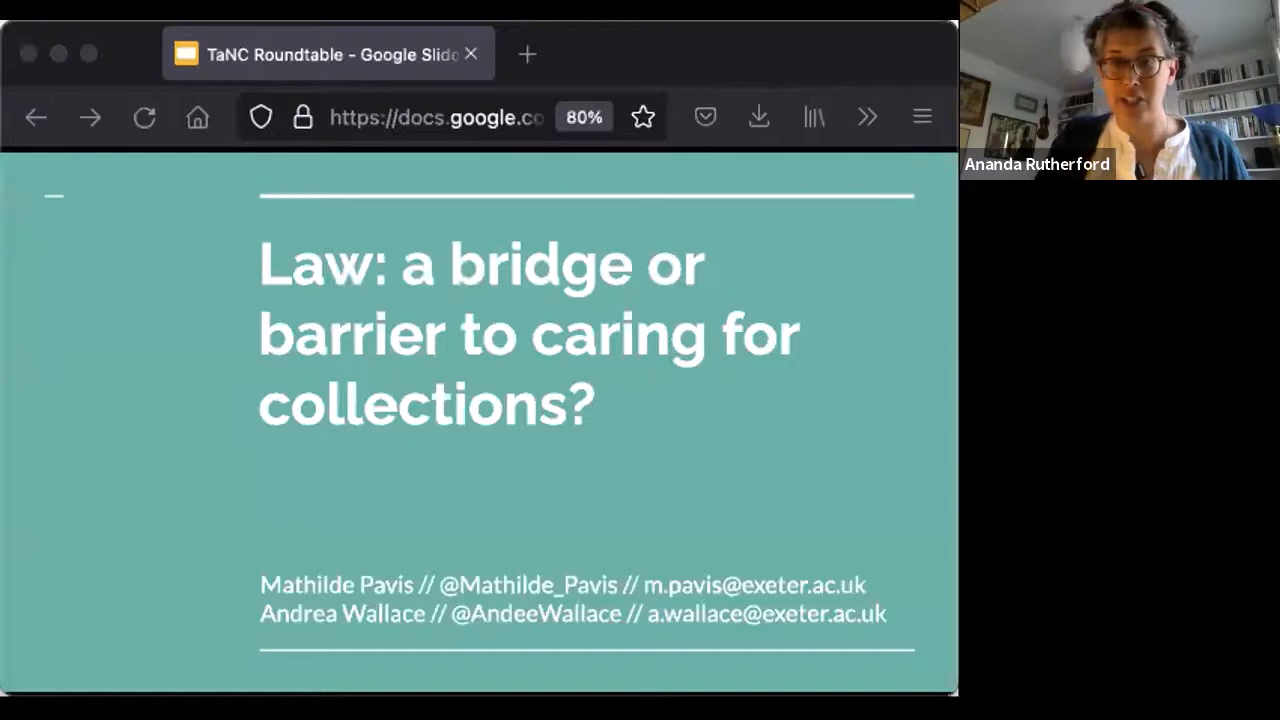 TaNC Roundtable - Google Slid
https://docs.google.co
80%
Ananda Rutherford
Law: a bridge or
barrier to caring for
collections?
Mathilde Pavis // @Mathilde_Pavis // m.pavis@exeter.ac.uk
Andrea Wallace // @AndeeWallace // a.wallace@exeter.ac.uk